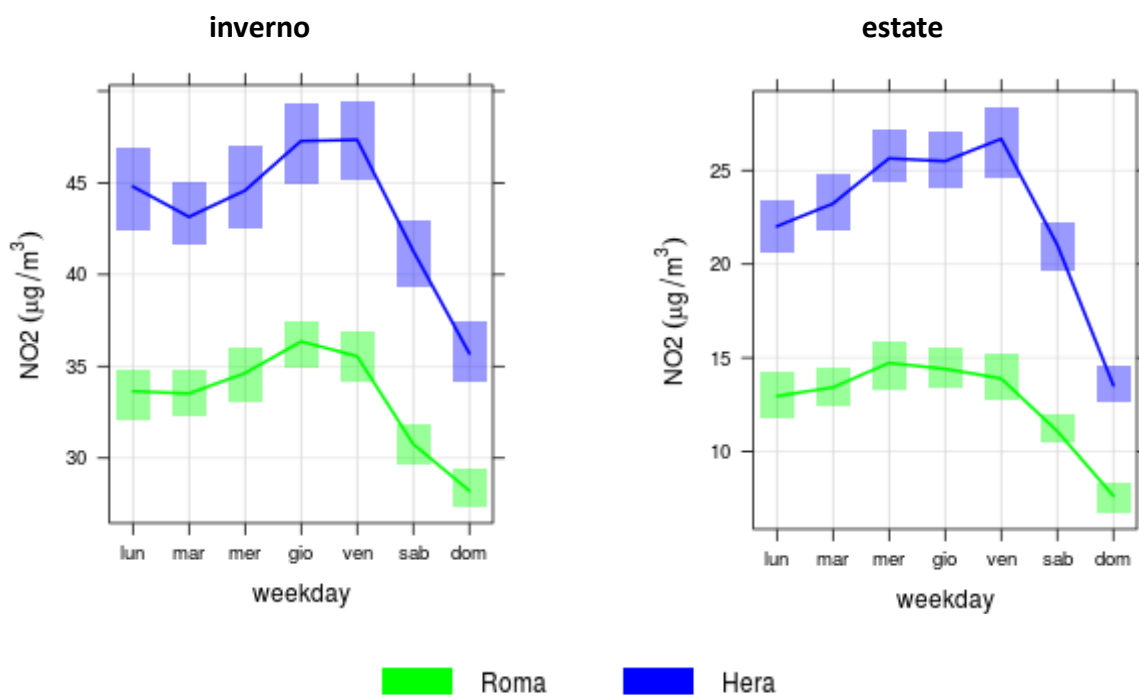 inverno
45
40
35
30
NO2 (µg/m³)
lun mar mer gio ven sab dom
weekday
estate
25
20
15
10
NO2 (µg/m³)
lun mar mer gio ven sab dom
weekday
Roma Hera